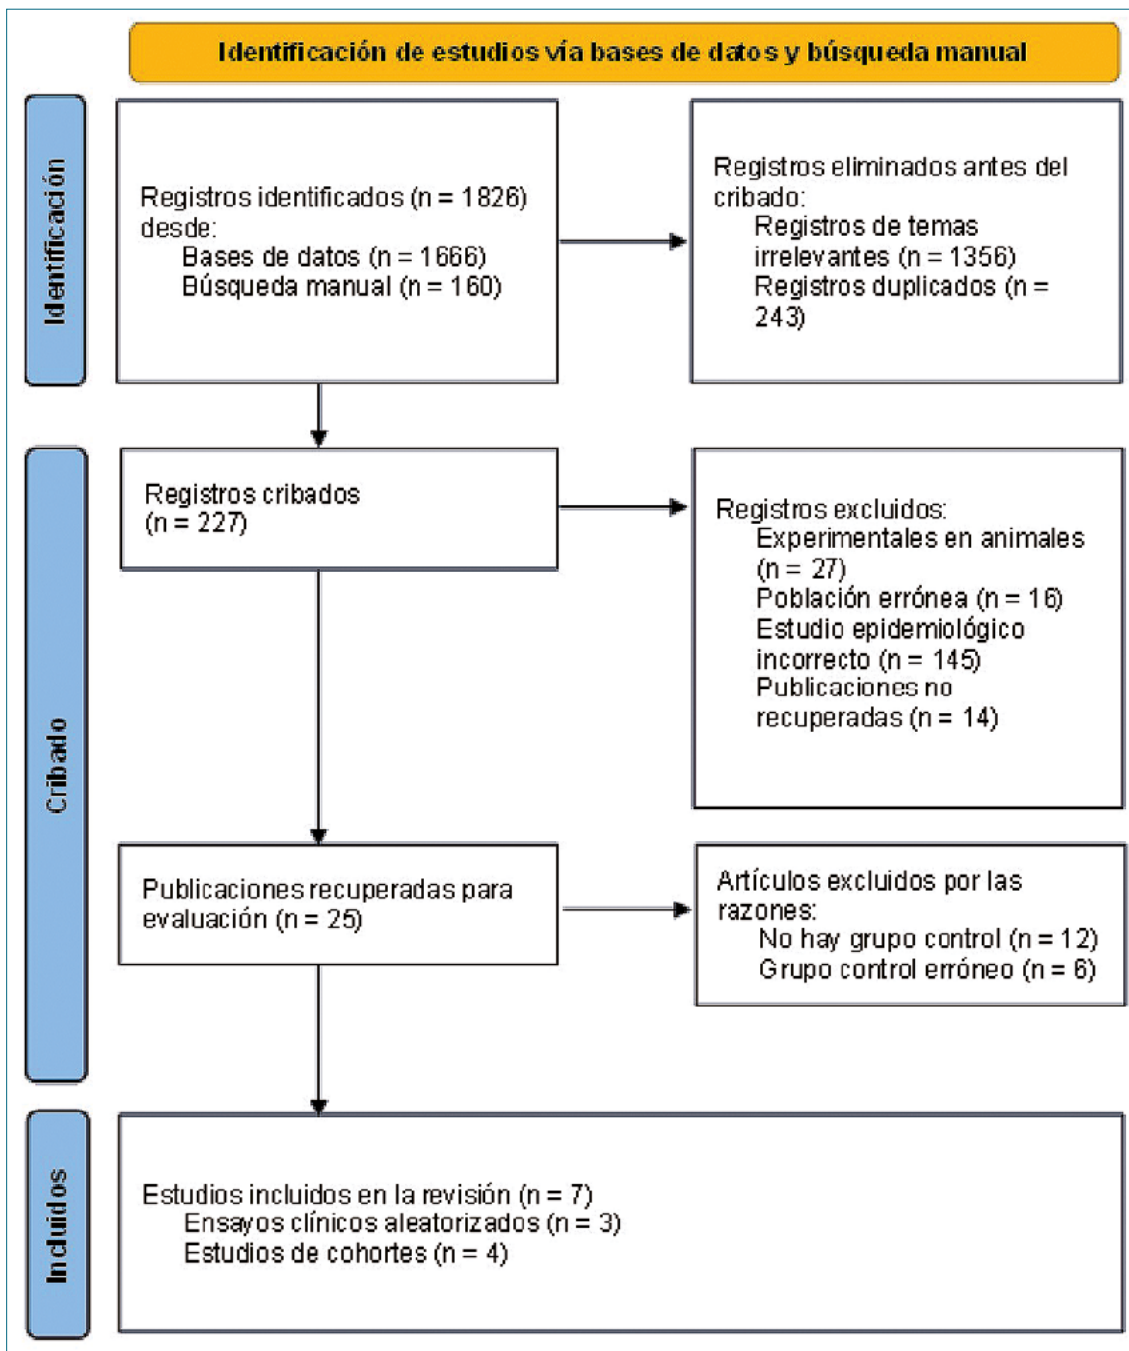 Identificación de estudios vía bases de datos y búsqueda manual
Identificación
Registros identificados (n = 1826)
desde:
Bases de datos (n = 1666)
Búsqueda manual (n = 160)
Registros eliminados antes del
cribado:
Registros de temas
irrelevantes (n = 1356)
Registros duplicados (n =
243)
Cribado
Registros cribados
(n = 227)
Registros excluidos:
Experimentales en animales
(n = 27)
Población errónea (n = 16)
Estudio epidemiológico
incorrecto (n = 145)
Publicaciones no
recuperadas (n = 14)
Publicaciones recuperadas para
evaluación (n = 25)
Artículos excluidos por las
razones:
No hay grupo control (n = 12)
Grupo control erróneo (n = 6)
Incluidos
Estudios incluidos en la revisión (n = 7)
Ensayos clínicos aleatorizados (n = 3)
Estudios de cohortes (n = 4)